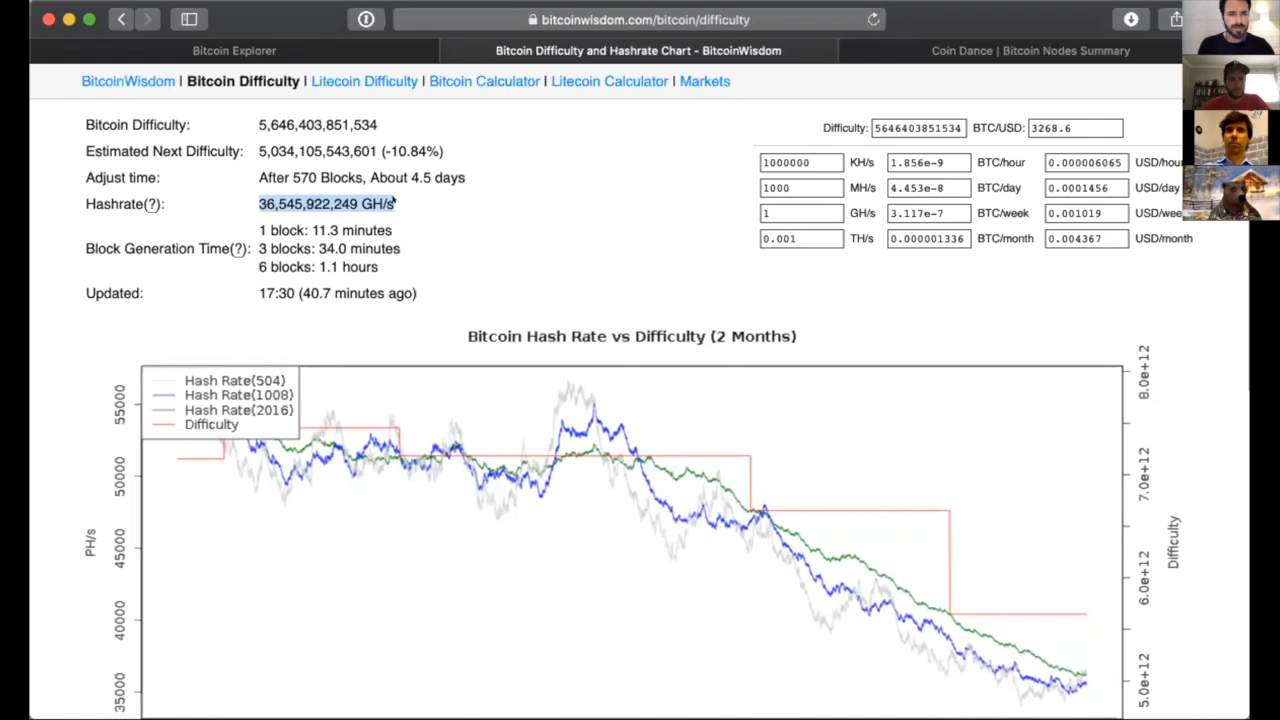 bitcoinwisdom.com/bitcoin/difficulty
Bitcoin Explorer
Bitcoin Difficulty and Hashrate Chart - BitcoinWisdom
Coin Dance | Bitcoin Nodes Summary
BitcoinWisdom | Bitcoin Difficulty | Litecoin Difficulty | Bitcoin Calculator | Litecoin Calculator | Markets
Bitcoin Difficulty: 5,646,403,851,534
Estimated Next Difficulty: 5,034,105,543,601 (-10.84%)
Adjust time: After 570 Blocks, About 4.5 days
Hashrate(?): 36,545,922,249 GH/s
1 block: 11.3 minutes
Block Generation Time(?): 3 blocks: 34.0 minutes
6 blocks: 1.1 hours
Updated: 17:30 (40.7 minutes ago)
Difficulty: 5646403851534 BTC/USD: 3268.6
1000000 KH/s 1.856e-9 BTC/hour 0.000006065 USD/hou
1000 MH/s 4.453e-8 BTC/day 0.0001456 USD/day
1 GH/s 3.117e-7 BTC/week 0.001019 USD/wee
0.001 TH/s 0.000001336 BTC/month 0.004367 USD/month
Bitcoin Hash Rate vs Difficulty (2 Months)
Hash Rate(504)
Hash Rate(1008)
Hash Rate(2016)
Difficulty
55000
50000
45000
40000
35000
PH/s
8.0e+12
7.0e+12
6.0e+12
5.0e+12
Difficulty